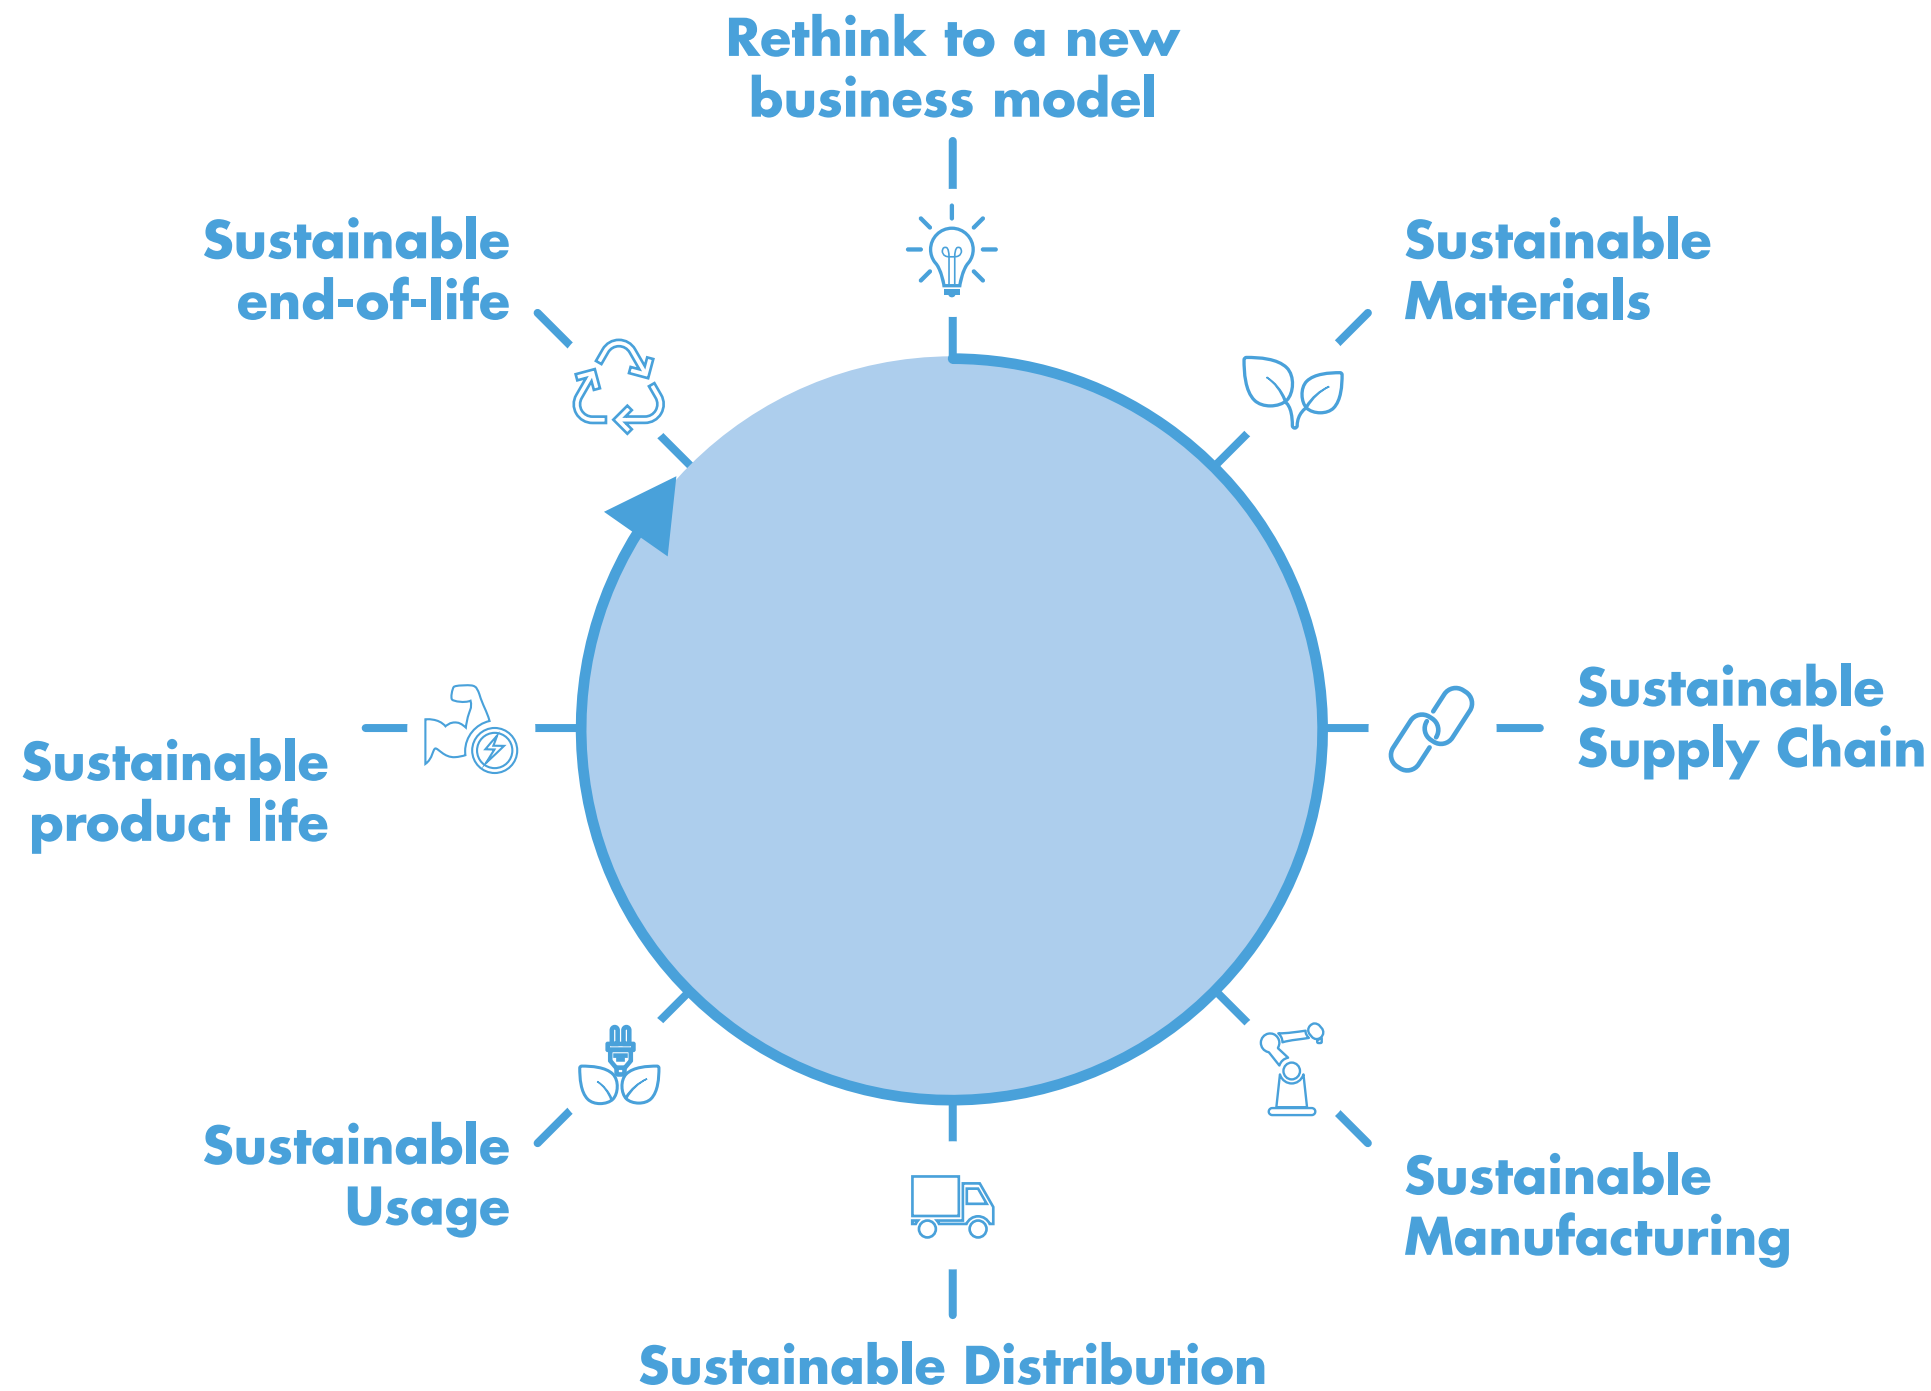 Rethink to a new
business model
Sustainable
Materials
Sustainable
Supply Chain
Sustainable
Manufacturing
Sustainable Distribution
Sustainable
Usage
Sustainable
product life
Sustainable
end-of-life